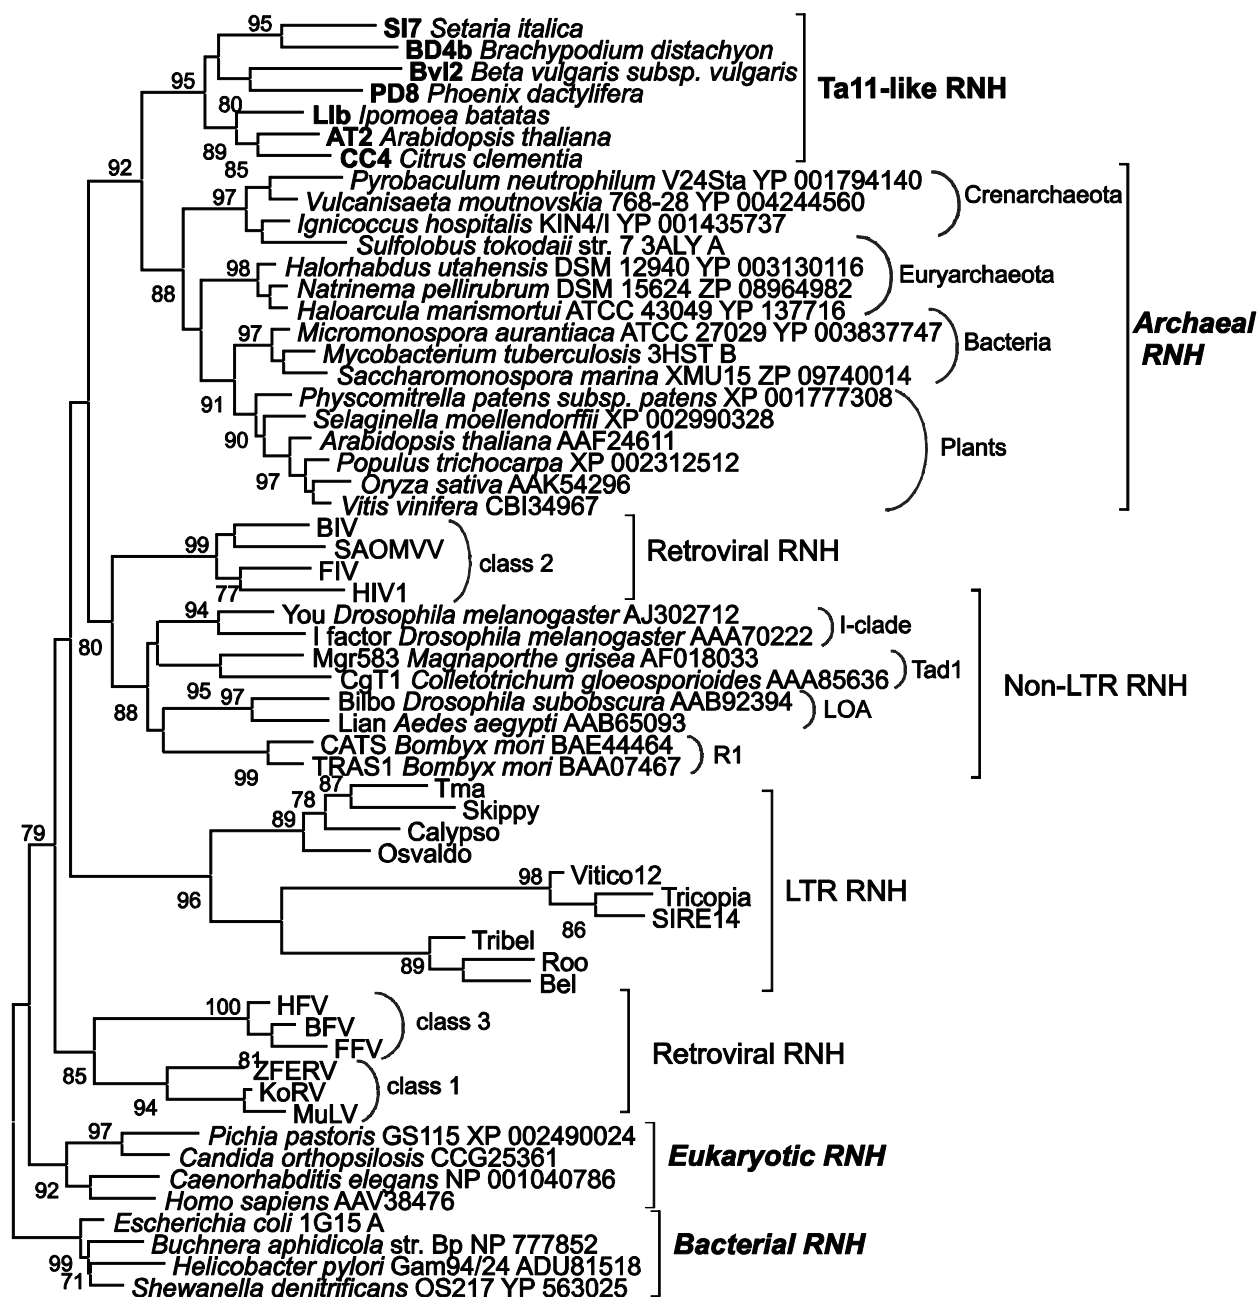 95
SI7 Setaria italica
BD4b Brachypodium distachyon
BvI2 Beta vulgaris subsp. vulgaris
95
PD8 Phoenix dactylifera
Ta11-like RNH
80
LIb Ipomoea batatas
AT2 Arabidopsis thaliana
89
CC4 Citrus clementia
92
85
Pyrobaculum neutrophilum V24Sta YP 001794140
97
Vulcanisaeta moutnovskia 768-28 YP 004244560
Crenarchaeota
Ignicoccus hospitalis KIN4/I YP 001435737
Sulfolobus tokodaii str. 7 3ALY A
98
Halorhabdus utahensis DSM 12940 YP 003130116
Euryarchaeota
88
Natrinema pellirubrum DSM 15624 ZP 08964982
Haloarcula marismortui ATCC 43049 YP 137716
Archaeal
RNH
97
Micromonospora aurantiaca ATCC 27029 YP 003837747
Bacteria
Mycobacterium tuberculosis 3HST B
Saccharomonospora marina XMU15 ZP 09740014
91
Physcomitrella patens subsp. patens XP 001777308
Selaginella moellendorffii XP 002990328
90
Arabidopsis thaliana AAF24611
Plants
Populus trichocarpa XP 002312512
97
Oryza sativa AAK54296
Vitis vinifera CBI34967
BIV
99
SAOMVV
class 2
Retroviral RNH
FIV
77
HIV1
94
You Drosophila melanogaster AJ302712
I-clade
I factor Drosophila melanogaster AAA70222
80
Mgr583 Magnaporthe grisea AF018033
Tad1
CgT1 Colletotrichum gloeosporioides AAA85636
Non-LTR RNH
95 97
Bilbo Drosophila subobscura AAB92394
LOA
88
Lian Aedes aegypti AAB65093
CATS Bombyx mori BAE44464
R1
99
TRAS1 Bombyx mori BAA07467
87
Tma
78
Skippy
89
Calypso
79
Osvaldo
98
Vitico12
96
Tricopia
LTR RNH
SIRE14
86
Tribel
89
Roo
Bel
100
HFV
BFV
class 3
FFV
81
ZFERV
Retroviral RNH
85
KoRV
class 1
94
MuLV
97
Pichia pastoris GS115 XP 002490024
Candida orthopsilosis CCG25361
Eukaryotic RNH
92
Caenorhabditis elegans NP 001040786
Homo sapiens AAV38476
Escherichia coli 1G15 A
Buchnera aphidicola str. Bp NP 777852
Bacterial RNH
99
Helicobacter pylori Gam94/24 ADU81518
71
Shewanella denitrificans OS217 YP 563025